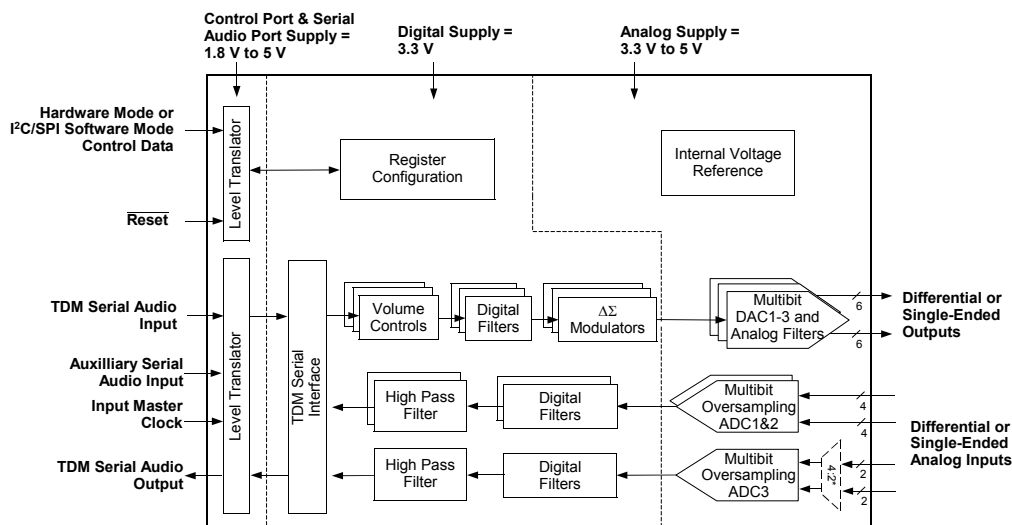 Control Port & Serial
Audio Port Supply =
1.8 V to 5 V
Digital Supply =
3.3 V
Analog Supply =
3.3 V to 5 V
Hardware Mode or
I²C/SPI Software Mode
Control Data
Reset
Level Translator
Register
Configuration
Internal Voltage
Reference
TDM Serial Audio
Input
Auxilliary Serial
Audio Input
Input Master
Clock
TDM Serial Audio
Output
Level Translator
TDM Serial
Interface
Volume
Controls
Digital
Filters
ΔΣ
Modulators
Multibit
DAC1-3 and
Analog Filters
6
6
Differential or
Single-Ended
Outputs
High Pass
Filter
Digital
Filters
Multibit
Oversampling
ADC1&2
4
4
High Pass
Filter
Digital
Filters
Multibit
Oversampling
ADC3
4:2*
2
2
Differential or
Single-Ended
Analog Inputs